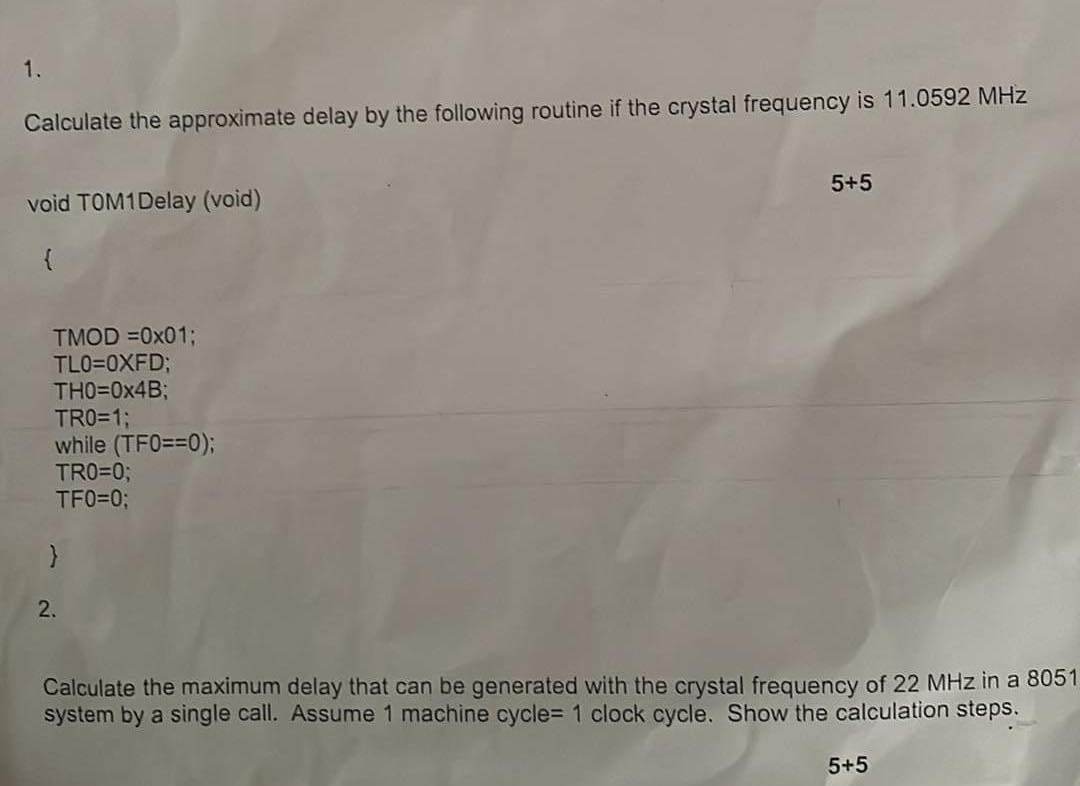 1.
Calculate the approximate delay by the following routine if the crystal frequency is 11.0592 MHz
5+5
void T0M1Delay (void)
{
TMOD =0x01;
TL0=0XFD;
TH0=0x4B;
TR0=1;
while (TF0==0);
TR0=0;
TF0=0;
}
2.
Calculate the maximum delay that can be generated with the crystal frequency of 22 MHz in a 8051
system by a single call. Assume 1 machine cycle= 1 clock cycle. Show the calculation steps.
5+5